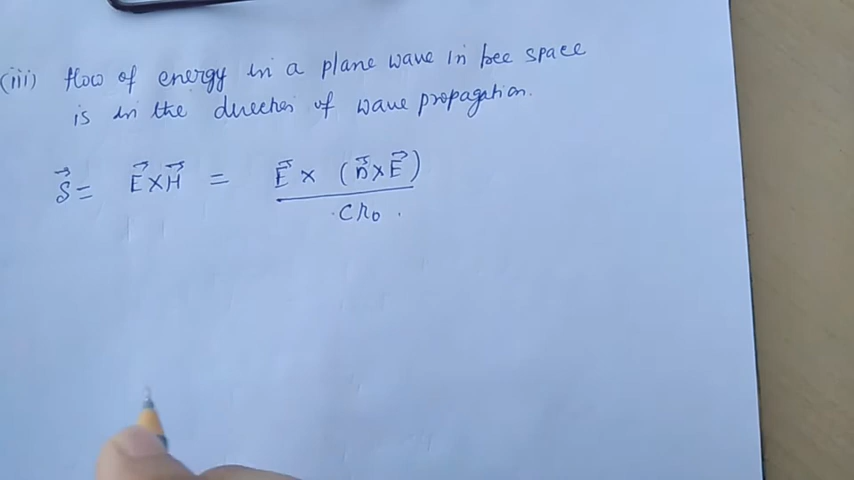 (iii) flow of energy in a plane wave in free space
is in the direction of wave propagation.
S⃗ = E⃗ × H⃗ = E⃗ × (n⃗ × E⃗) / cμ₀